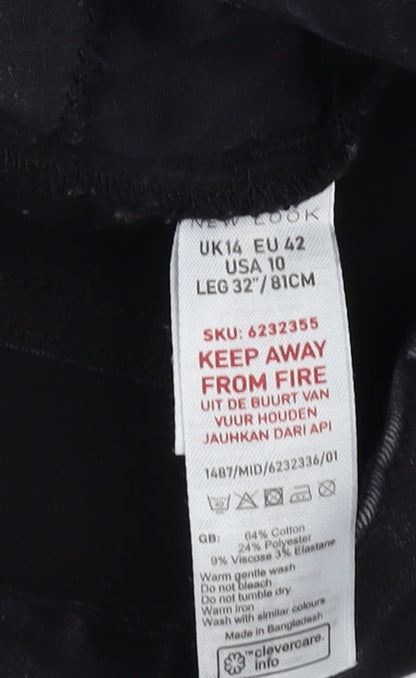 NEW LOOK
UK14 EU 42
USA 10
LEG 32"/81CM
SKU: 6232355
KEEP AWAY
FROM FIRE
UIT DE BUURT VAN
VUUR HOUDEN
JAUHKAN DARI API
1487/MID/6232336/01
40
GB: 64% Cotton
24% Polyester
9% Viscose 3% Elastane
Warm gentle wash
Do not bleach
Do not tumble dry
Warm Iron
Wash with similar colours
Made in Bangladesh
clevercare.
info